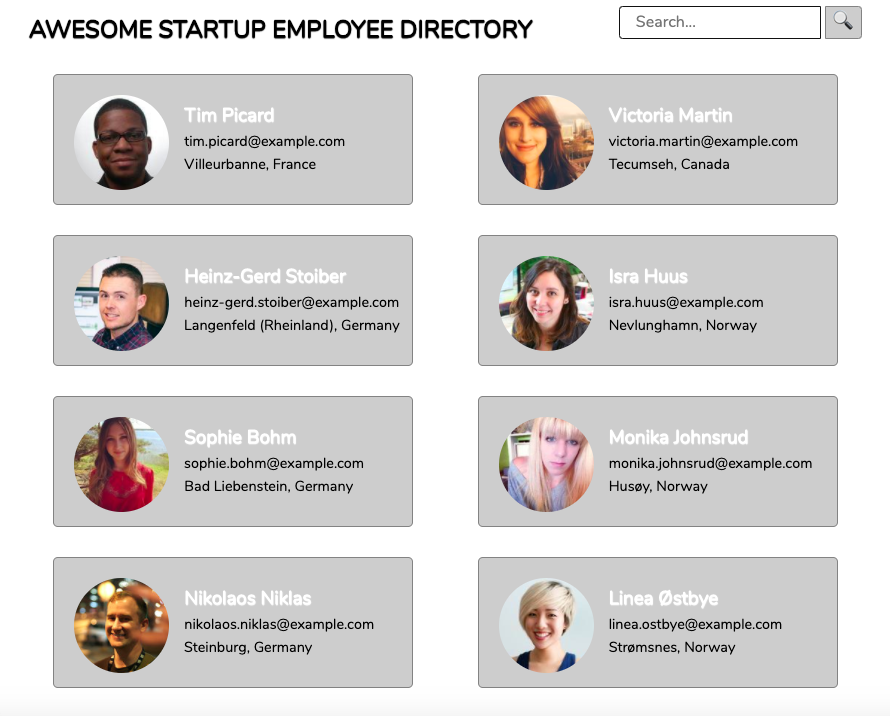 AWESOME STARTUP EMPLOYEE DIRECTORY
Search...
Tim Picard
tim.picard@example.com
Villeurbanne, France
Victoria Martin
victoria.martin@example.com
Tecumseh, Canada
Heinz-Gerd Stoiber
heinz-gerd.stoiber@example.com
Langenfeld (Rheinland), Germany
Isra Huus
isra.huus@example.com
Nevlunghamn, Norway
Sophie Bohm
sophie.bohm@example.com
Bad Liebenstein, Germany
Monika Johnsrud
monika.johnsrud@example.com
Husøy, Norway
Nikolaos Niklas
nikolaos.niklas@example.com
Steinburg, Germany
Linea Østbye
linea.ostbye@example.com
Strømsnes, Norway